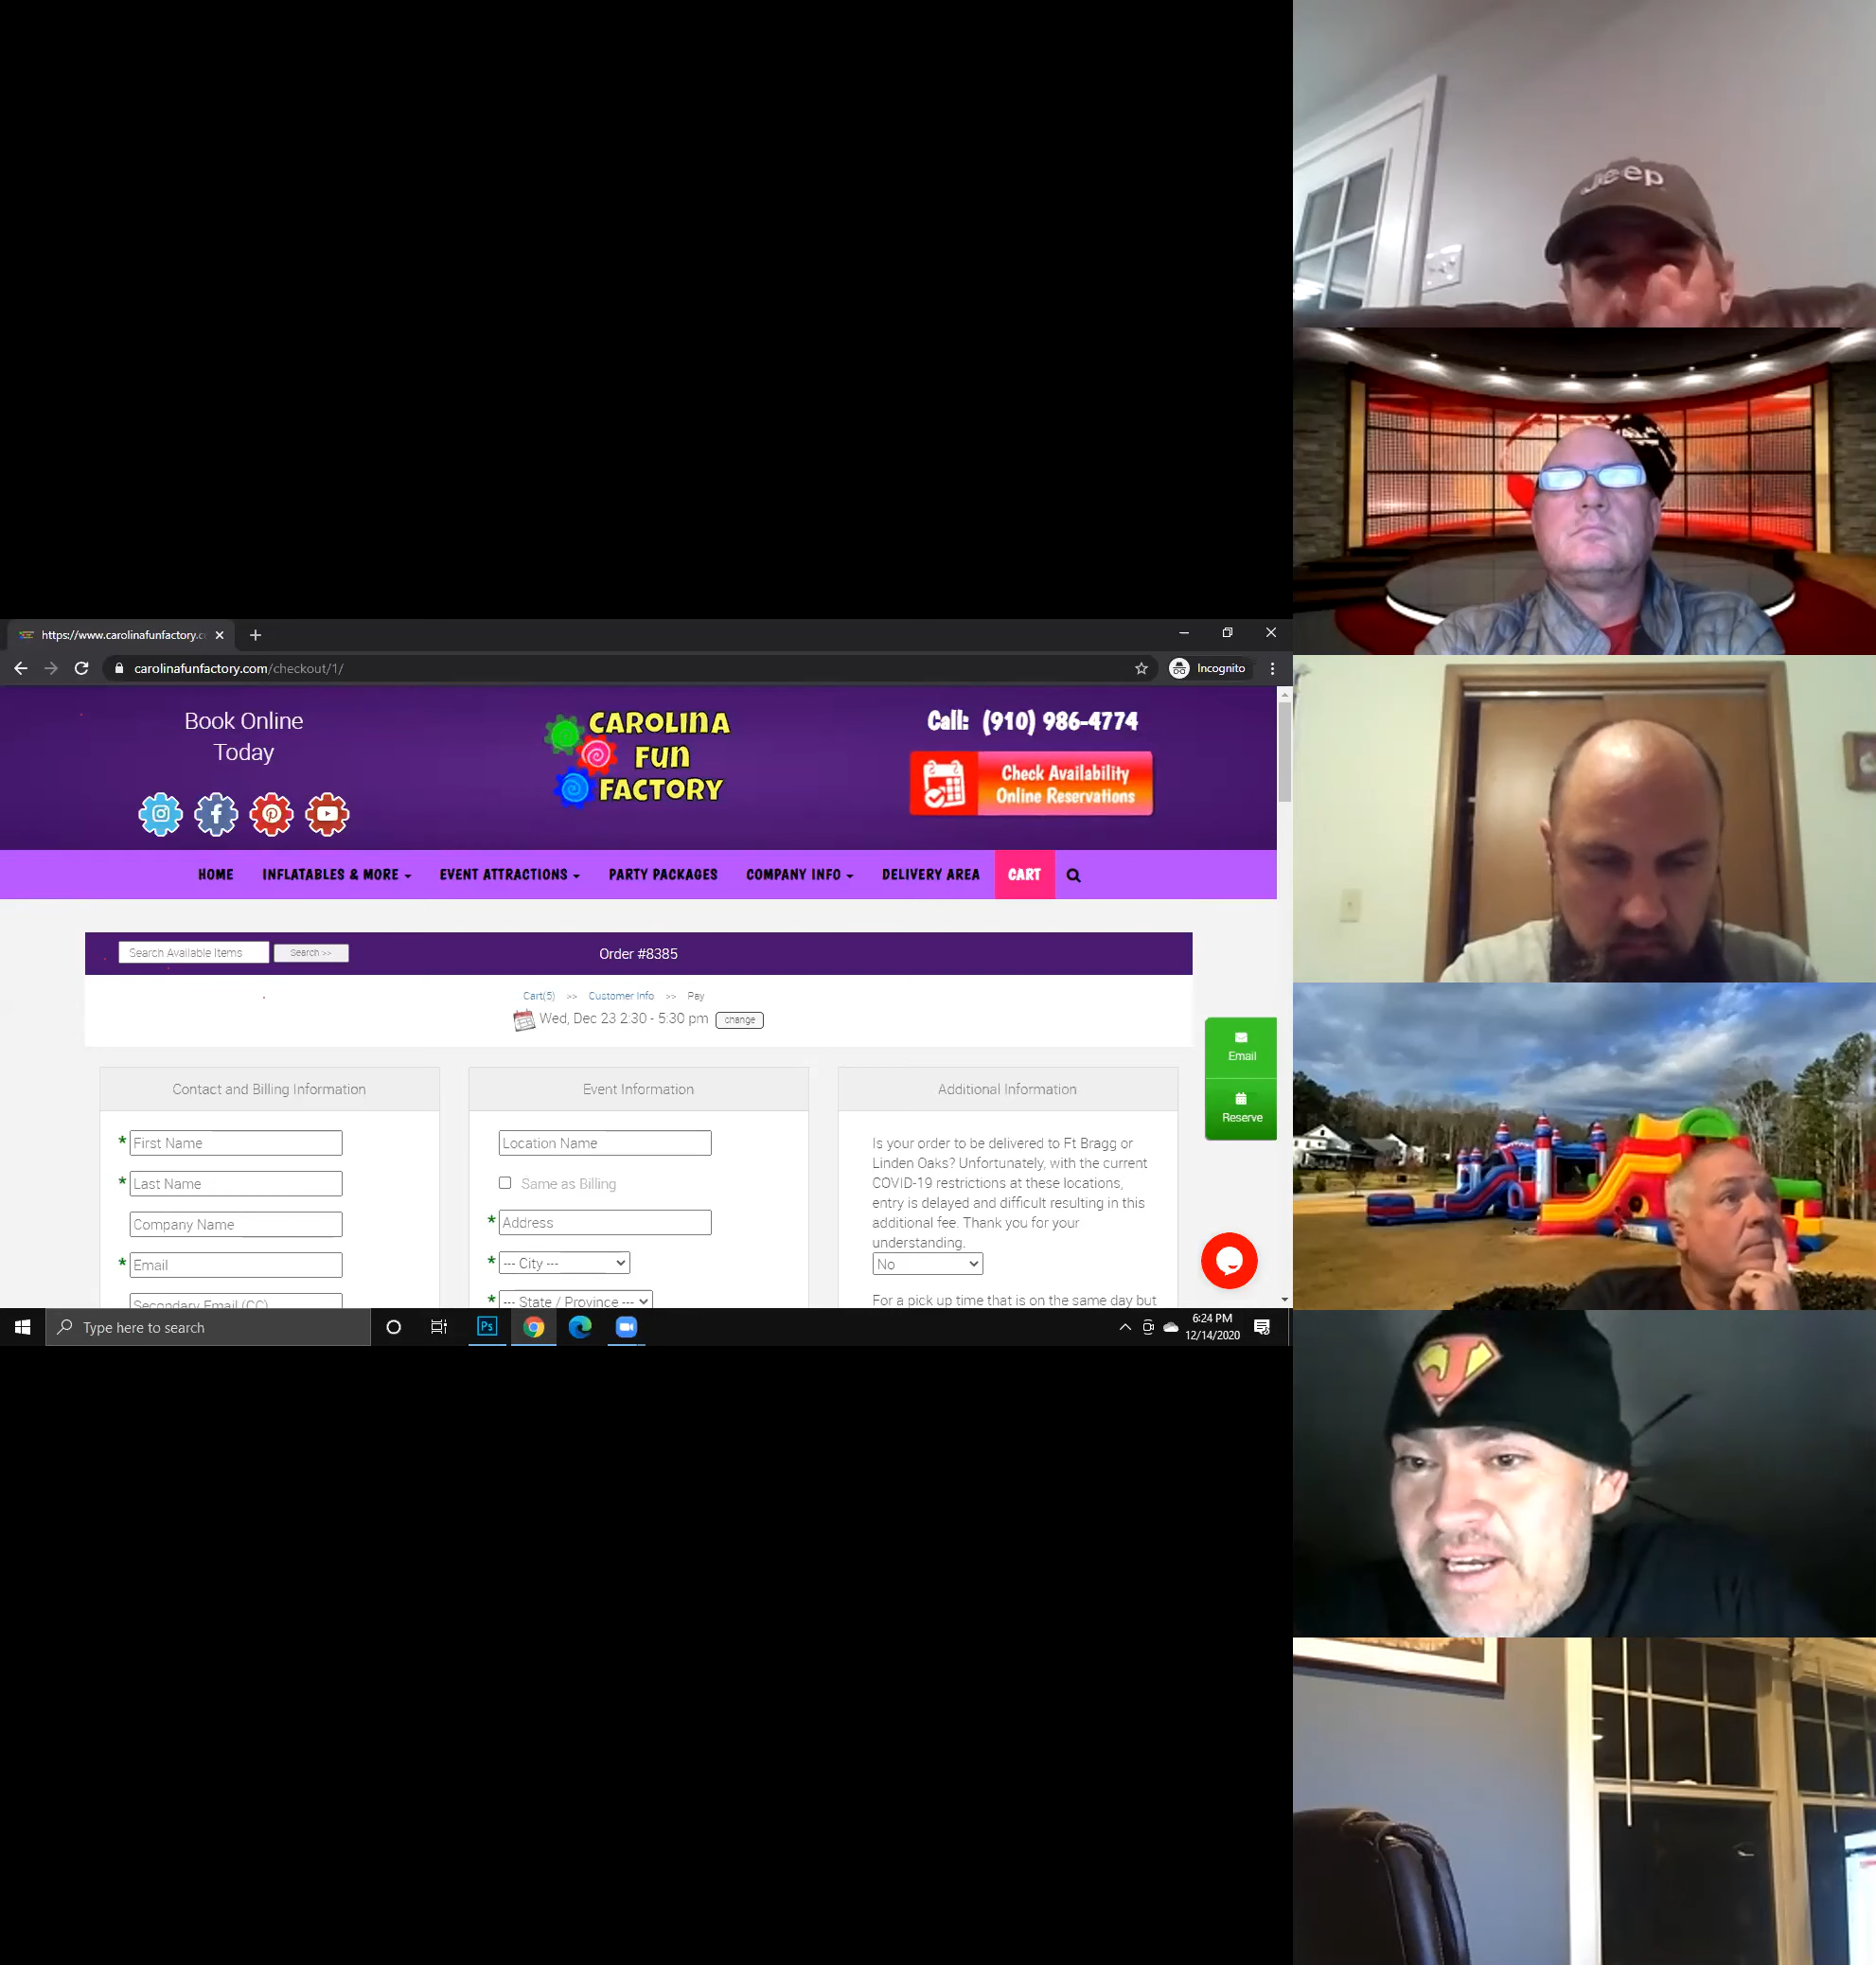 https://www.carolinafunfactory.c
carolinafunfactory.com/checkout/1/
Incognito
Book Online
Today
CAROLINA
FUN
FACTORY
Call: (910) 986-4774
Check Availability
Online Reservations
HOME
INFLATABLES & MORE
EVENT ATTRACTIONS
PARTY PACKAGES
COMPANY INFO
DELIVERY AREA
CART
Search Available Items
Search >>
Order #8385
Cart(5) >> Customer Info >> Pay
Wed, Dec 23 2:30 - 5:30 pm
change
Contact and Billing Information
* First Name
* Last Name
Company Name
* Email
Secondary Email (CC)
Event Information
Location Name
Same as Billing
* Address
* --- City ---
* --- State / Province ---
Additional Information
Is your order to be delivered to Ft Bragg or
Linden Oaks? Unfortunately, with the current
COVID-19 restrictions at these locations,
entry is delayed and difficult resulting in this
additional fee. Thank you for your
understanding.
No
For a pick up time that is on the same day but
Email
Reserve
Type here to search
Ps
6:24 PM
12/14/2020
Jeep
J